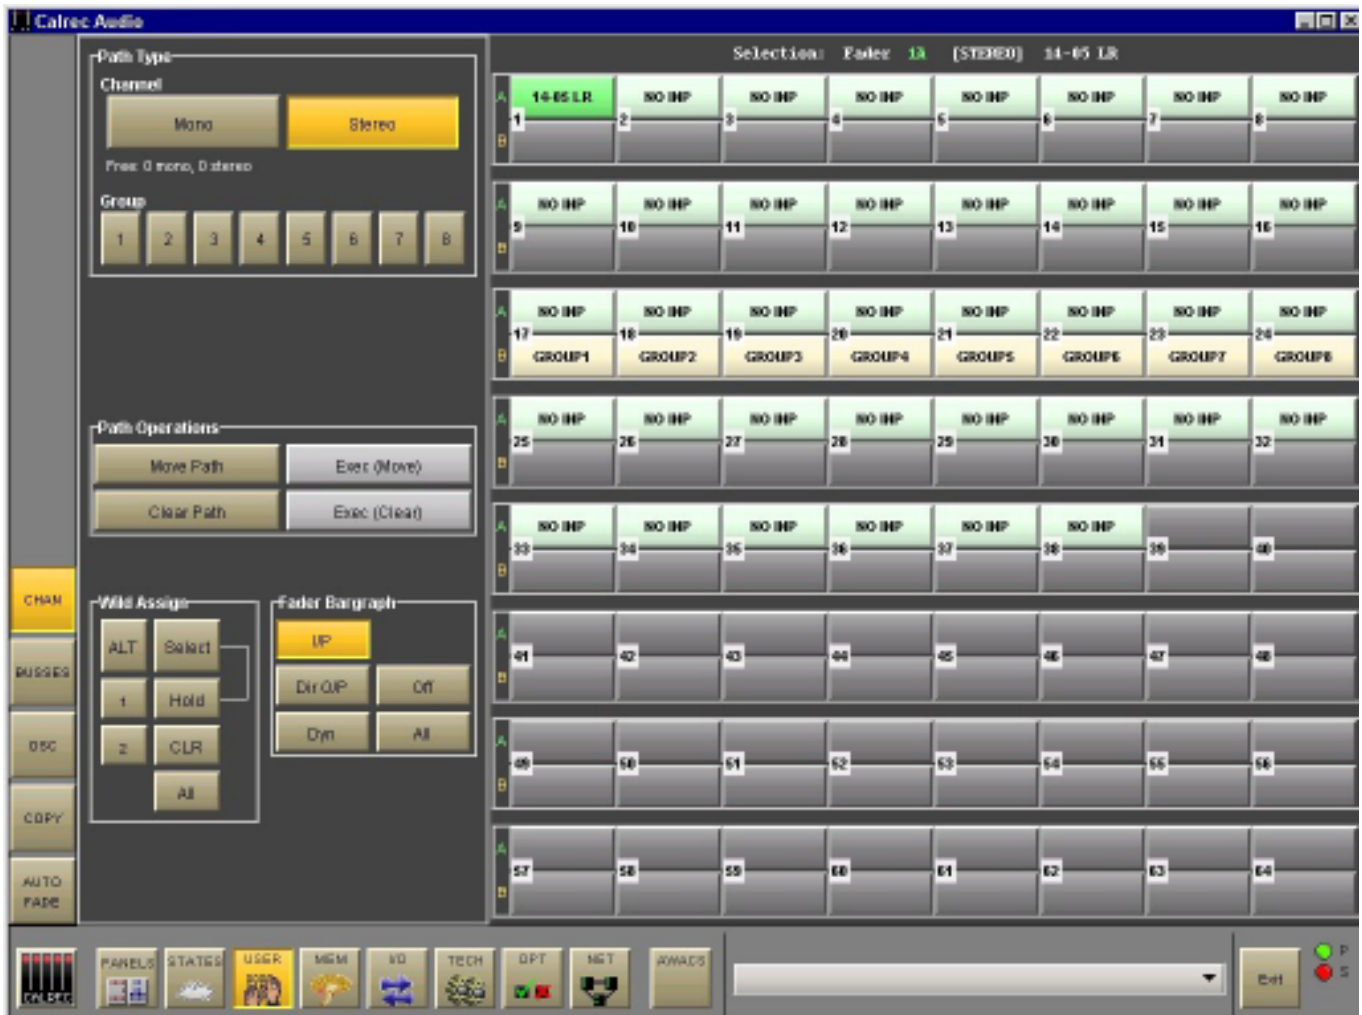 Calrec Audio
Path Type
Channel
Mono Stereo
Free: 0 mono, 0 stereo
Group
1 2 3 4 5 6 7 8
Path Operations
Move Path Exec (Move)
Clear Path Exec (Clear)
Wild Assign
ALT Select
1 Hold
2 CLR
All
Fader Bargraph
I/P
Dir O/P Off
Dyn All
CHAN
BUSSES
OSC
COPY
AUTO
FADE
Selection: Fader 1A [STEREO] 14-05 LR
A 14-05 LR NO INP NO INP NO INP NO INP NO INP NO INP NO INP
1 2 3 4 5 6 7 8
B
A NO INP NO INP NO INP NO INP NO INP NO INP NO INP NO INP
9 10 11 12 13 14 15 16
B
A NO INP NO INP NO INP NO INP NO INP NO INP NO INP NO INP
17 18 19 20 21 22 23 24
B GROUP1 GROUP2 GROUP3 GROUP4 GROUP5 GROUP6 GROUP7 GROUP8
A NO INP NO INP NO INP NO INP NO INP NO INP NO INP NO INP
25 26 27 28 29 30 31 32
B
A NO INP NO INP NO INP NO INP NO INP NO INP
33 34 35 36 37 38 39 40
B
A
41 42 43 44 45 46 47 48
B
A
49 50 51 52 53 54 55 56
B
A
57 58 59 60 61 62 63 64
B
CALREC PANELS STATES USER MEM I/O TECH OPT NET AWACS Exit
P
S